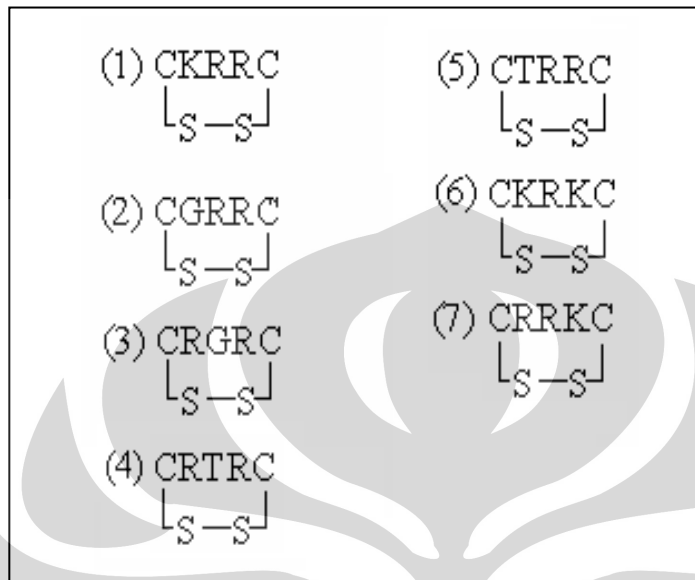 (1) CKRRC
S—S
(2) CGRRC
S—S
(3) CRGRC
S—S
(4) CRTRC
S—S
(5) CTRRC
S—S
(6) CKRKC
S—S
(7) CRRKC
S—S